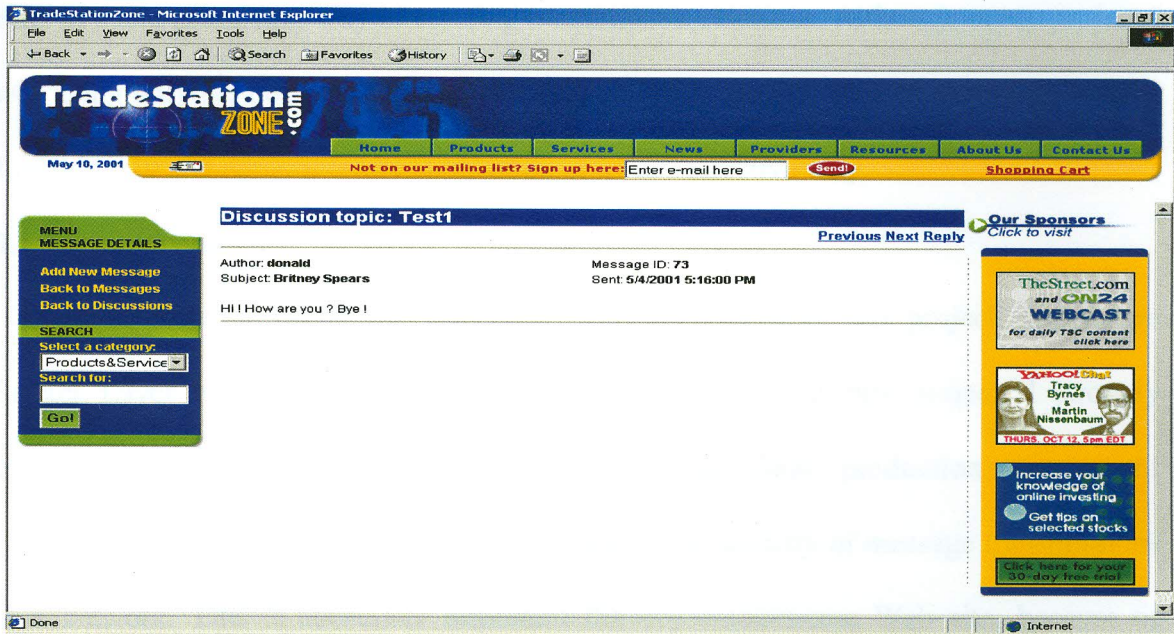 TradeStationZone - Microsoft Internet Explorer
File Edit View Favorites Tools Help
Back Search Favorites History
TradeStation
ZONE .com
Home Products Services News Providers Resources About Us Contact Us
May 10, 2001 Not on our mailing list? Sign up here: Enter e-mail here Send! Shopping Cart
MENU
MESSAGE DETAILS
Add New Message
Back to Messages
Back to Discussions
SEARCH
Select a category:
Products&Service
Search for:
Go!
Discussion topic: Test1
Previous Next Reply
Author: donald Message ID: 73
Subject: Britney Spears Sent: 5/4/2001 5:16:00 PM
Hi ! How are you ? Bye !
Our Sponsors
Click to visit
TheStreet.com
and ON24
WEBCAST
for daily TSC content
click here
YAHOO! Chat
Tracy
Byrnes
&
Martin
Nissenbaum
THURS. OCT 12, 5pm EDT
Increase your
knowledge of
online investing
Get tips on
selected stocks
Click here for your
30-day free trial
Done Internet